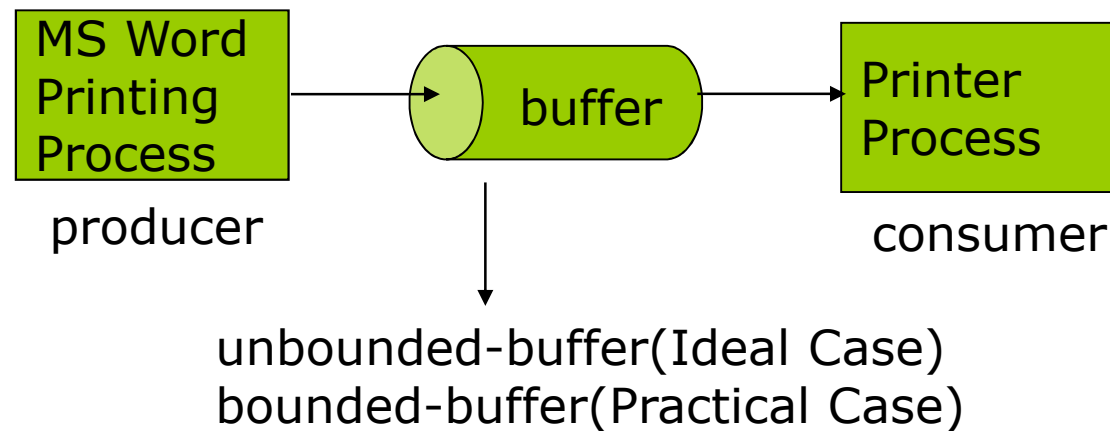 MS Word
Printing
Process
buffer
Printer
Process
producer
consumer
unbounded-buffer(Ideal Case)
bounded-buffer(Practical Case)